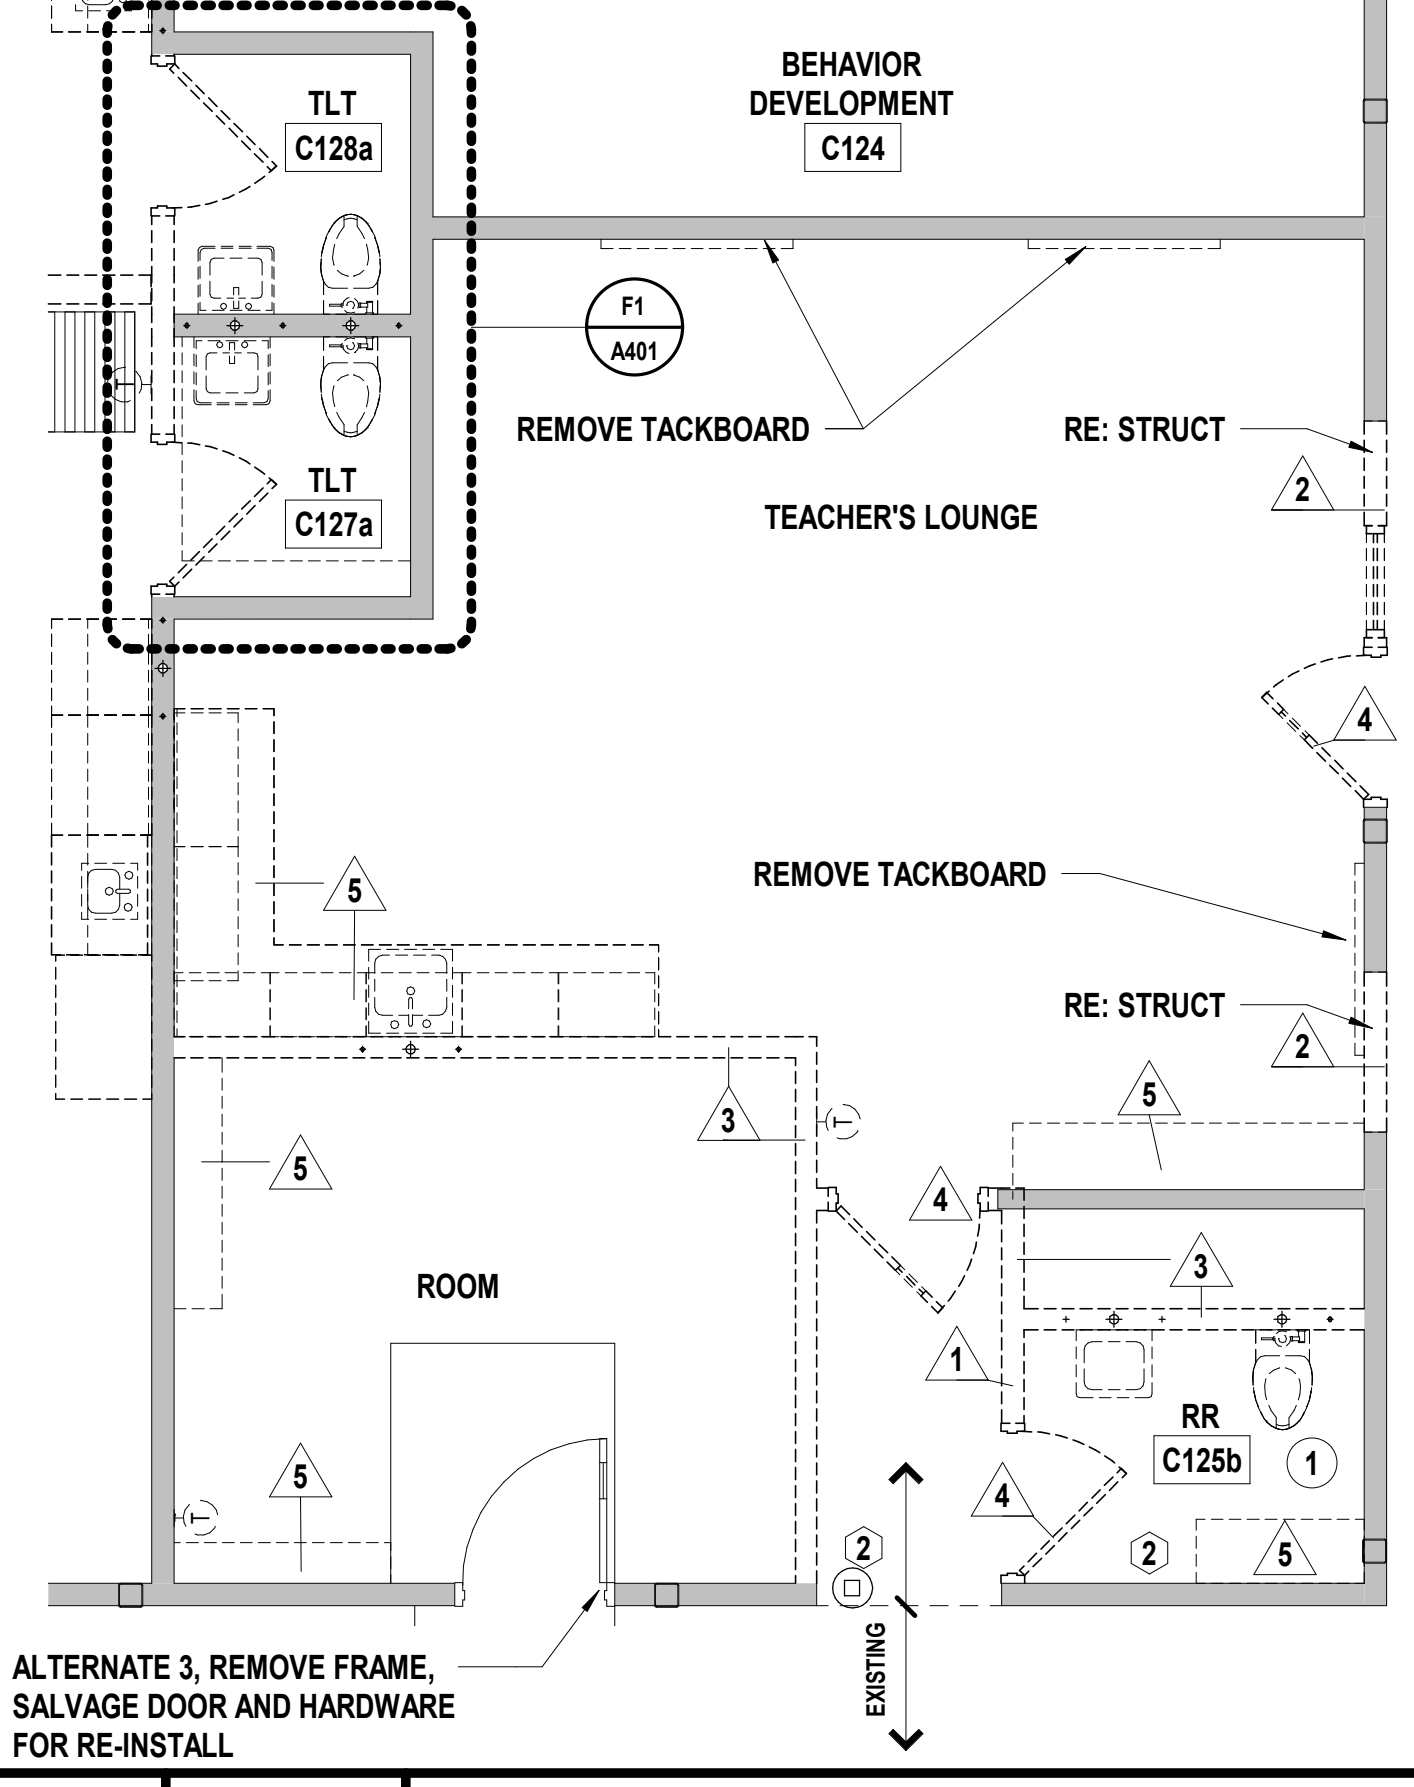 BEHAVIOR
DEVELOPMENT
C124
TLT
C128a
F1
A401
REMOVE TACKBOARD
RE: STRUCT
2
TLT
C127a
TEACHER'S LOUNGE
T
4
REMOVE TACKBOARD
5
RE: STRUCT
2
5
3
T
5
4
3
ROOM
1
RR
C125b
1
5
4
T
2
2
5
EXISTING
ALTERNATE 3, REMOVE FRAME,
SALVAGE DOOR AND HARDWARE
FOR RE-INSTALL